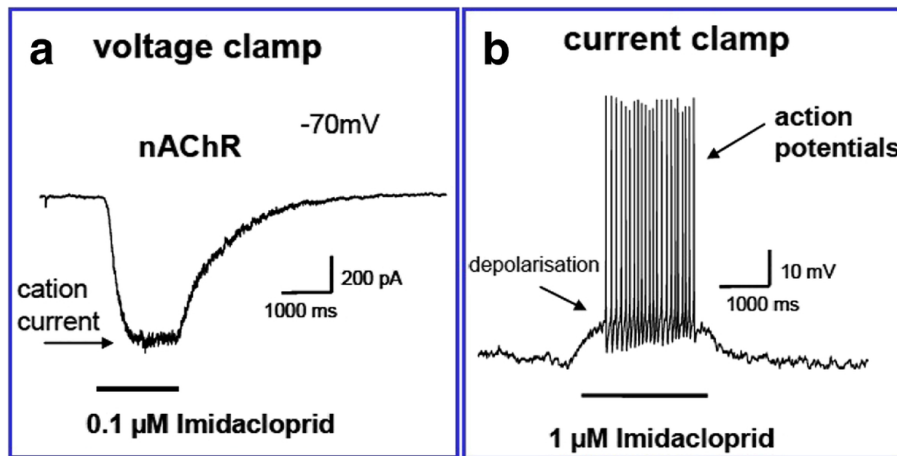 a
voltage clamp
-70mV
nAChR
200 pA
1000 ms
cation
current
0.1 µM Imidacloprid
b
current clamp
action
potentials
depolarisation
10 mV
1000 ms
1 µM Imidacloprid